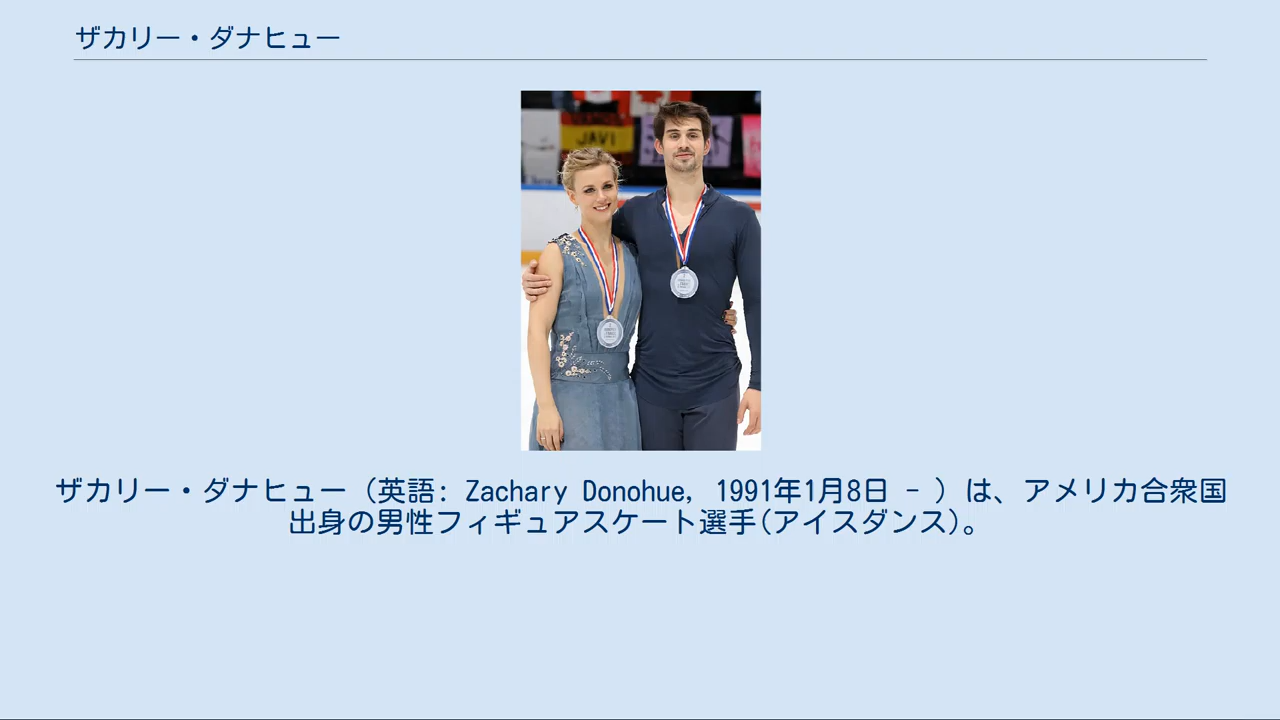 ザカリー・ダナヒュー
JAVI
ザカリー・ダナヒュー（英語: Zachary Donohue, 1991年1月8日 - ）は、アメリカ合衆国
出身の男性フィギュアスケート選手(アイスダンス)。